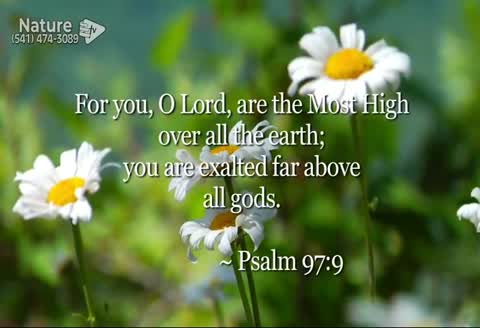 Nature tv
(541) 474-3089
For you, O Lord, are the Most High
over all the earth;
you are exalted far above
all gods.
~ Psalm 97:9